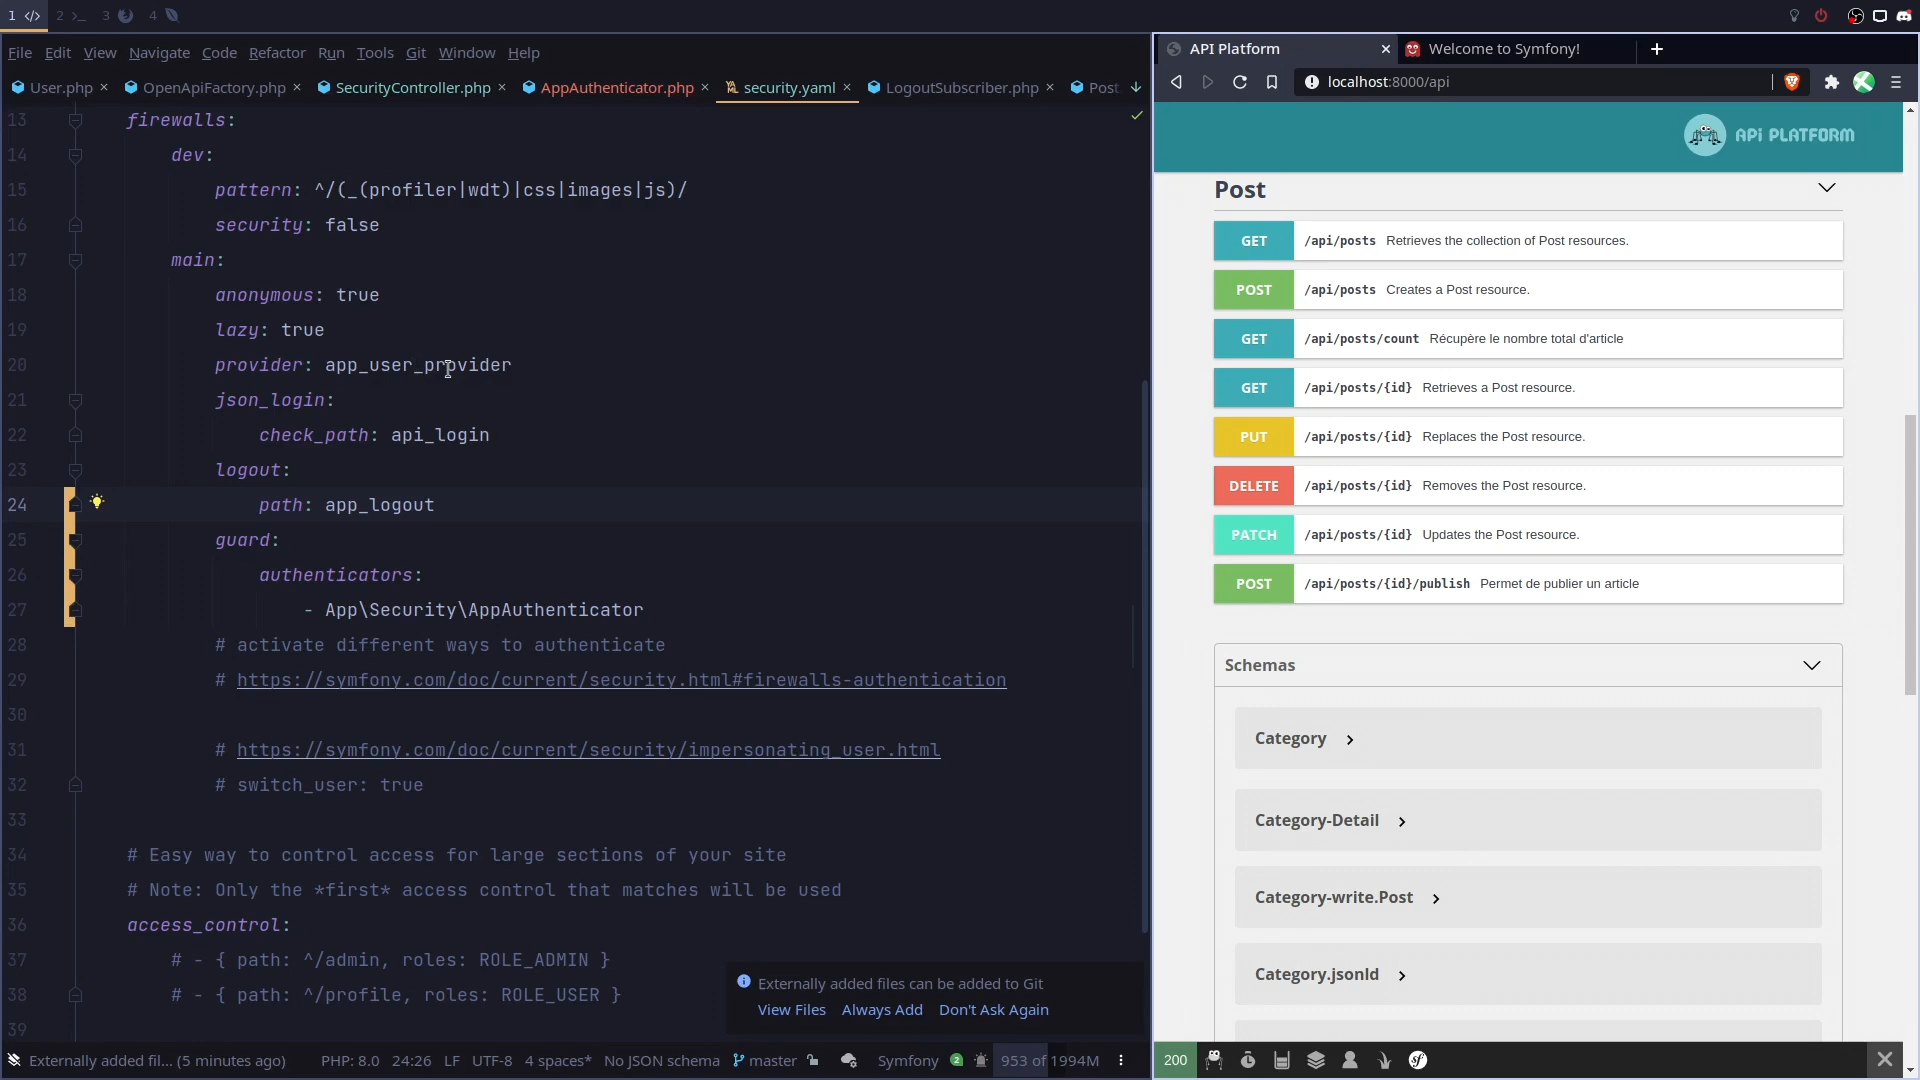 1 2 3 4
File Edit View Navigate Code Refactor Run Tools Git Window Help
User.php OpenApiFactory.php SecurityController.php AppAuthenticator.php security.yaml LogoutSubscriber.php Post
13 firewalls:
14 dev:
15 pattern: ^/(_(profiler|wdt)|css|images|js)/
16 security: false
17 main:
18 anonymous: true
19 lazy: true
20 provider: app_user_provider
21 json_login:
22 check_path: api_login
23 logout:
24 path: app_logout
25 guard:
26 authenticators:
27 - App\Security\AppAuthenticator
28 # activate different ways to authenticate
29 # https://symfony.com/doc/current/security.html#firewalls-authentication
30
31 # https://symfony.com/doc/current/security/impersonating_user.html
32 # switch_user: true
33
34 # Easy way to control access for large sections of your site
35 # Note: Only the *first* access control that matches will be used
36 access_control:
37 # - { path: ^/admin, roles: ROLE_ADMIN }
38 # - { path: ^/profile, roles: ROLE_USER }
39
Externally added files can be added to Git
View Files Always Add Don't Ask Again
Externally added fil... (5 minutes ago) PHP: 8.0 24:26 LF UTF-8 4 spaces* No JSON schema master Symfony 2 953 of 1994M
API Platform Welcome to Symfony!
localhost:8000/api
API PLATFORM
Post
GET /api/posts Retrieves the collection of Post resources.
POST /api/posts Creates a Post resource.
GET /api/posts/count Récupère le nombre total d'article
GET /api/posts/{id} Retrieves a Post resource.
PUT /api/posts/{id} Replaces the Post resource.
DELETE /api/posts/{id} Removes the Post resource.
PATCH /api/posts/{id} Updates the Post resource.
POST /api/posts/{id}/publish Permet de publier un article
Schemas
Category
Category-Detail
Category-write.Post
Category.jsonld
200 sf